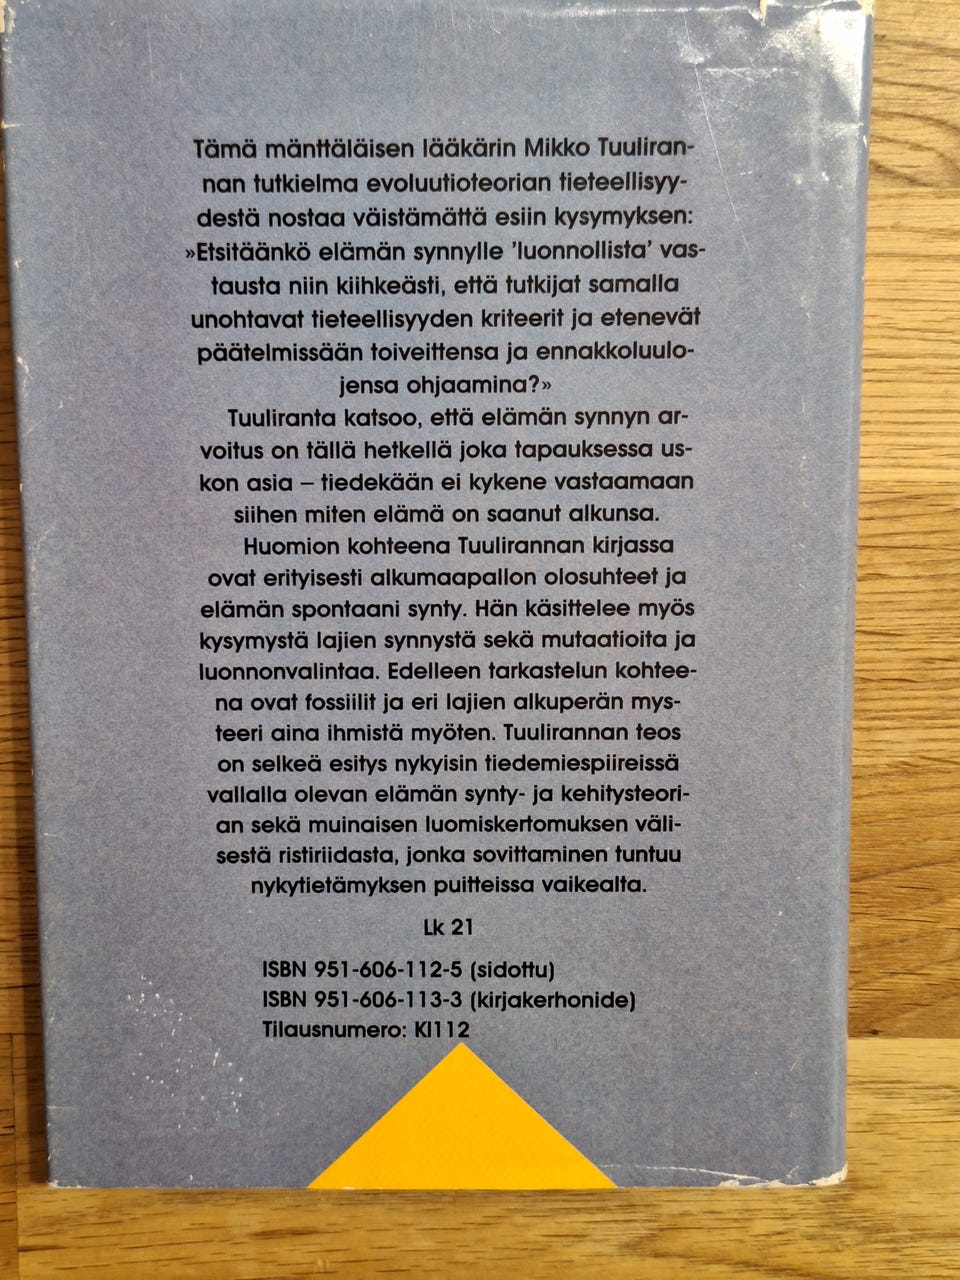 Tämä mänttäläisen lääkärin Mikko Tuuliran-
nan tutkielma evoluutioteorian tieteellisyy-
destä nostaa väistämättä esiin kysymyksen:
»Etsitäänkö elämän synnylle ’luonnollista’ vas-
tausta niin kiihkeästi, että tutkijat samalla
unohtavat tieteellisyyden kriteerit ja etenevät
päätelmissään toiveittensa ja ennakkoluulo-
jensa ohjaamina?»
Tuuliranta katsoo, että elämän synnyn ar-
voitus on tällä hetkellä joka tapauksessa us-
kon asia – tiedekään ei kykene vastaamaan
siihen miten elämä on saanut alkunsa.
Huomion kohteena Tuulirannan kirjassa
ovat erityisesti alkumaapallon olosuhteet ja
elämän spontaani synty. Hän käsittelee myös
kysymystä lajien synnystä sekä mutaatioita ja
luonnonvalintaa. Edelleen tarkastelun kohtee-
na ovat fossiilit ja eri lajien alkuperän mys-
teeri aina ihmistä myöten. Tuulirannan teos
on selkeä esitys nykyisin tiedemiespiireissä
vallalla olevan elämän synty- ja kehitysteori-
an sekä muinaisen luomiskertomuksen väli-
sestä ristiriidasta, jonka sovittaminen tuntuu
nykytietämyksen puitteissa vaikealta.
Lk 21
ISBN 951-606-112-5 (sidottu)
ISBN 951-606-113-3 (kirjakerhonide)
Tilausnumero: KI112